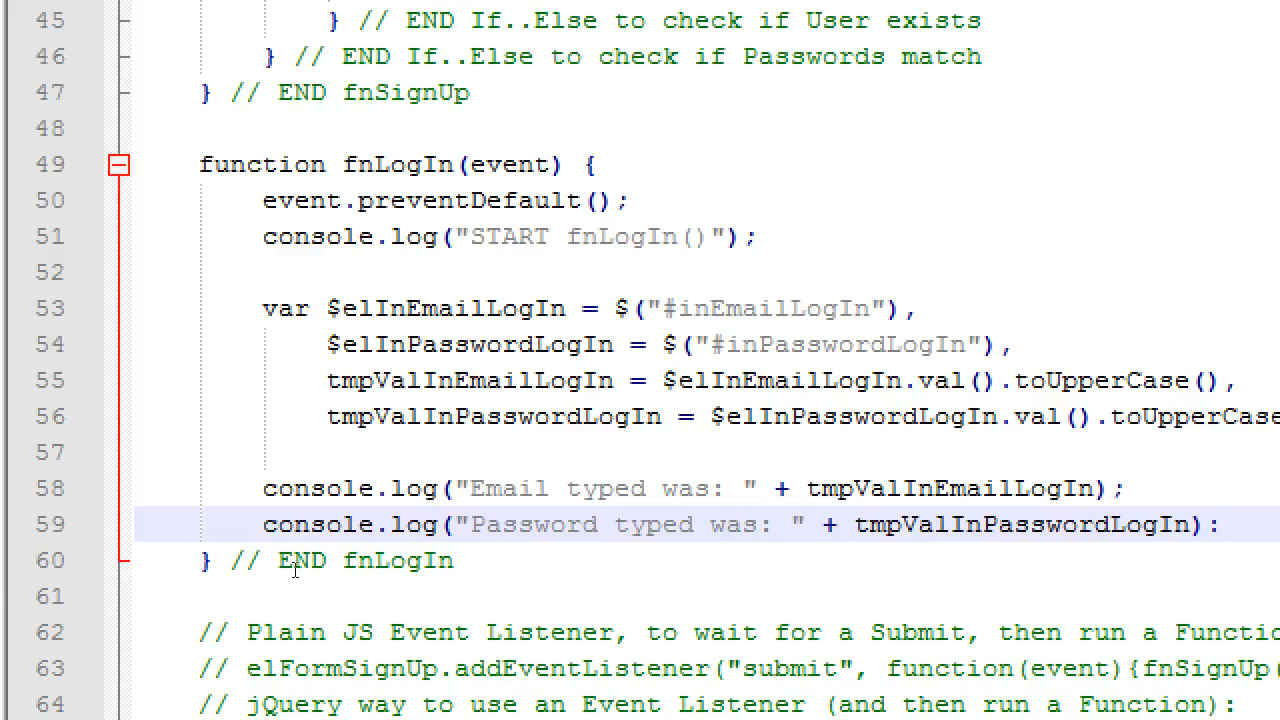 45 } // END If..Else to check if User exists
46 } // END If..Else to check if Passwords match
47 } // END fnSignUp
48
49 function fnLogIn(event) {
50 event.preventDefault();
51 console.log("START fnLogIn()");
52
53 var $elInEmailLogIn = $("#inEmailLogIn"),
54 $elInPasswordLogIn = $("#inPasswordLogIn"),
55 tmpValInEmailLogIn = $elInEmailLogIn.val().toUpperCase(),
56 tmpValInPasswordLogIn = $elInPasswordLogIn.val().toUpperCase
57
58 console.log("Email typed was: " + tmpValInEmailLogIn);
59 console.log("Password typed was: " + tmpValInPasswordLogIn):
60 } // END fnLogIn
61
62 // Plain JS Event Listener, to wait for a Submit, then run a Functio
63 // elFormSignUp.addEventListener("submit", function(event){fnSignUp(
64 // jQuery way to use an Event Listener (and then run a Function):